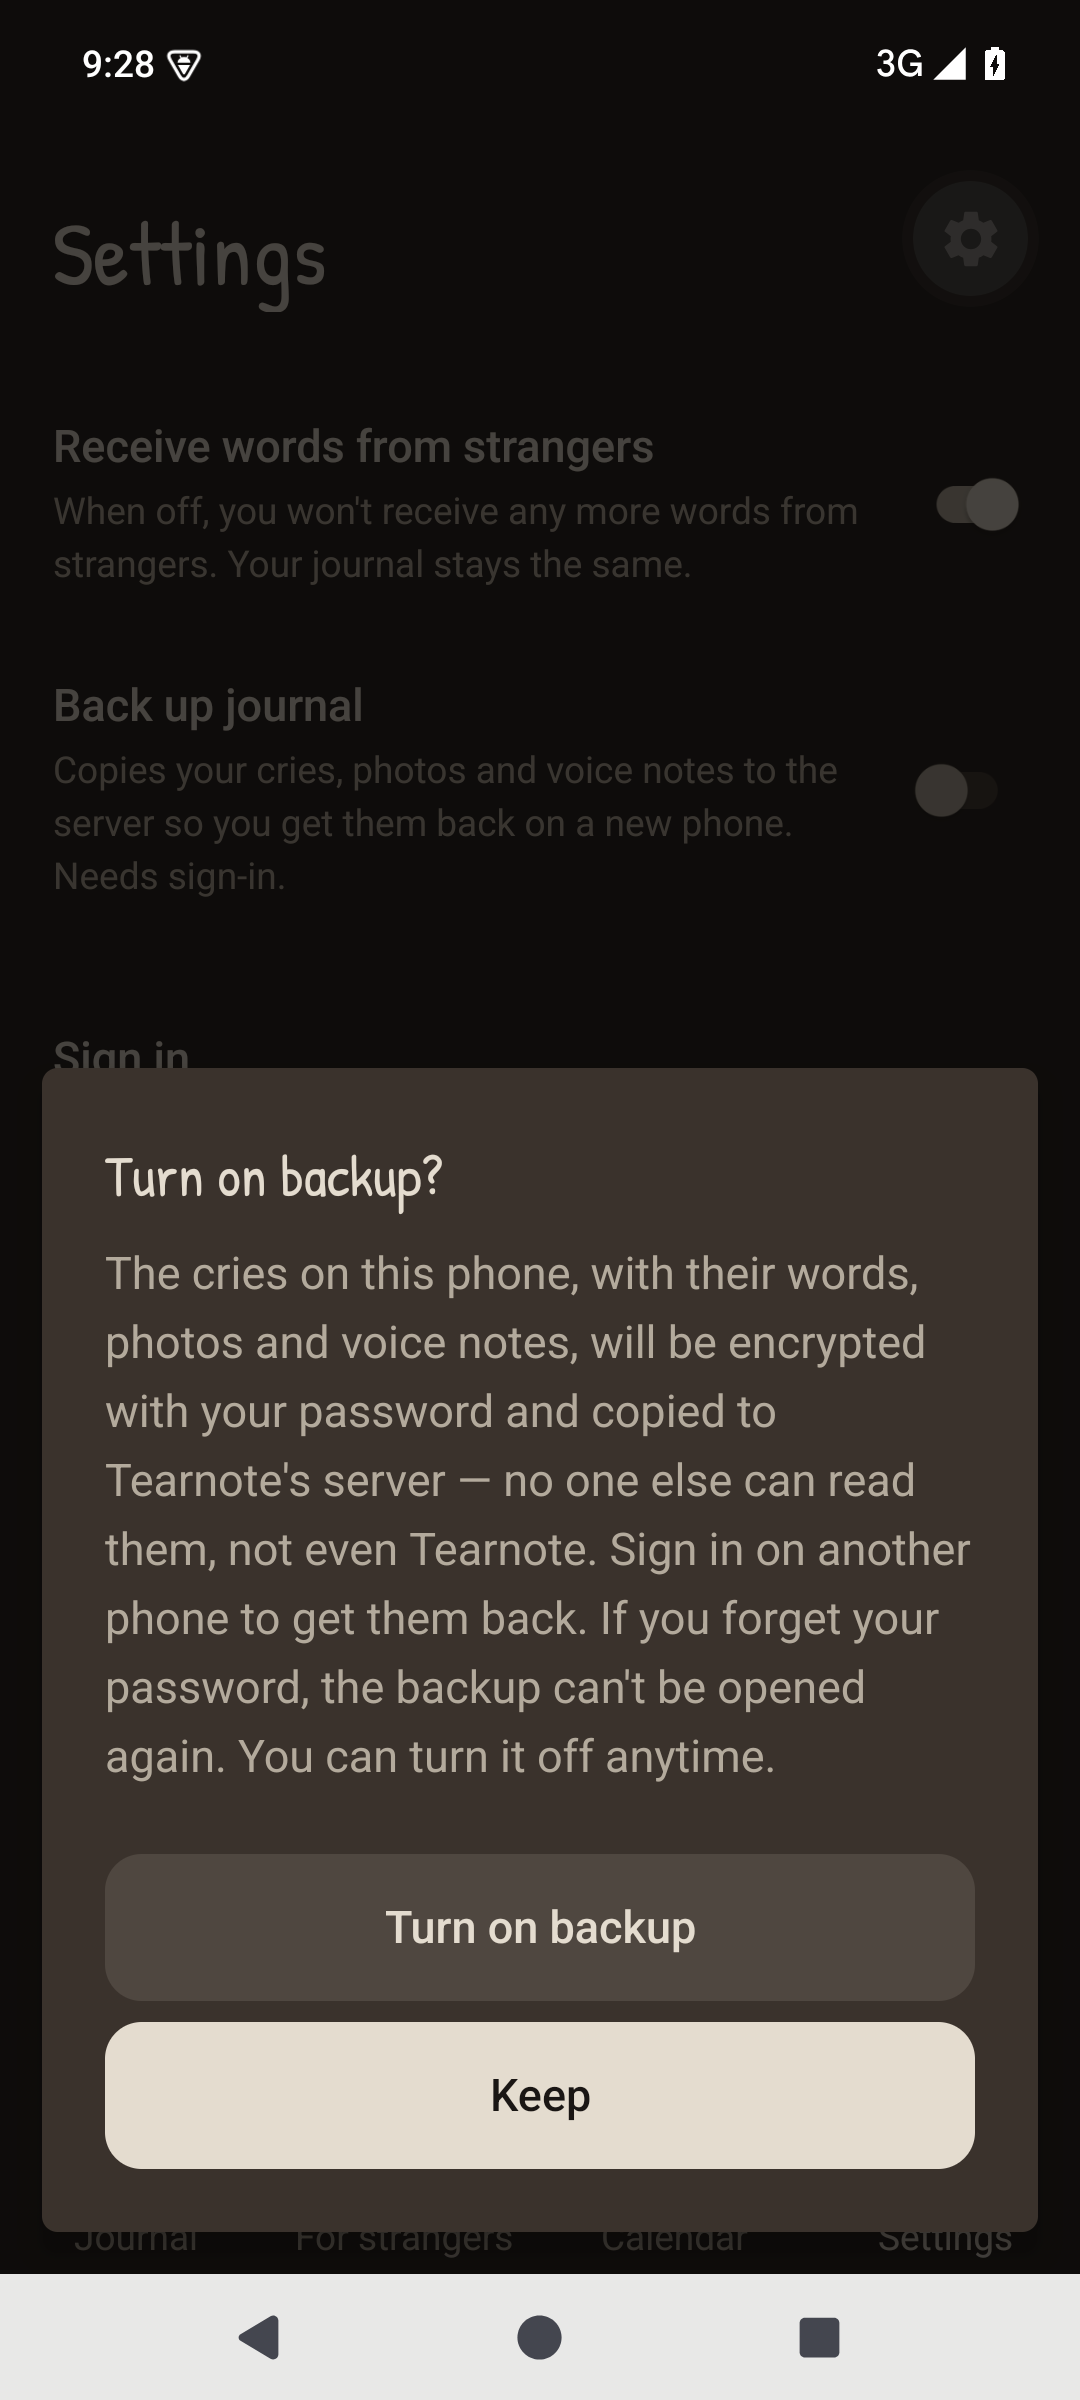 9:28
3G
Settings
Receive words from strangers
When off, you won't receive any more words from
strangers. Your journal stays the same.
Back up journal
Copies your cries, photos and voice notes to the
server so you get them back on a new phone.
Needs sign-in.
Sign in
Turn on backup?
The cries on this phone, with their words,
photos and voice notes, will be encrypted
with your password and copied to
Tearnote's server — no one else can read
them, not even Tearnote. Sign in on another
phone to get them back. If you forget your
password, the backup can't be opened
again. You can turn it off anytime.
Turn on backup
Keep
Journal For strangers Calendar Settings